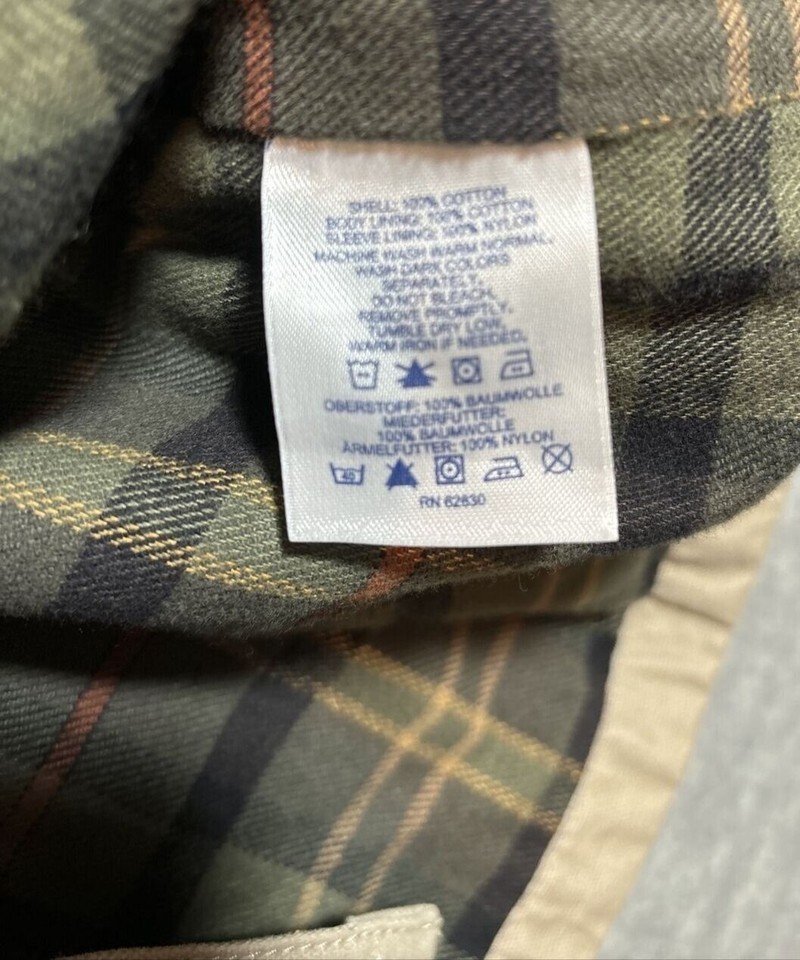 SHELL: 100% COTTON
BODY LINING: 100% COTTON
SLEEVE LINING: 100% NYLON
MACHINE WASH WARM NORMAL.
WASH DARK COLORS
SEPARATELY.
DO NOT BLEACH.
REMOVE PROMPTLY.
TUMBLE DRY LOW.
WARM IRON IF NEEDED.
OBERSTOFF: 100% BAUMWOLLE
MIEDERFUTTER:
100% BAUMWOLLE
ÄRMELFUTTER: 100% NYLON
40
RN 62830